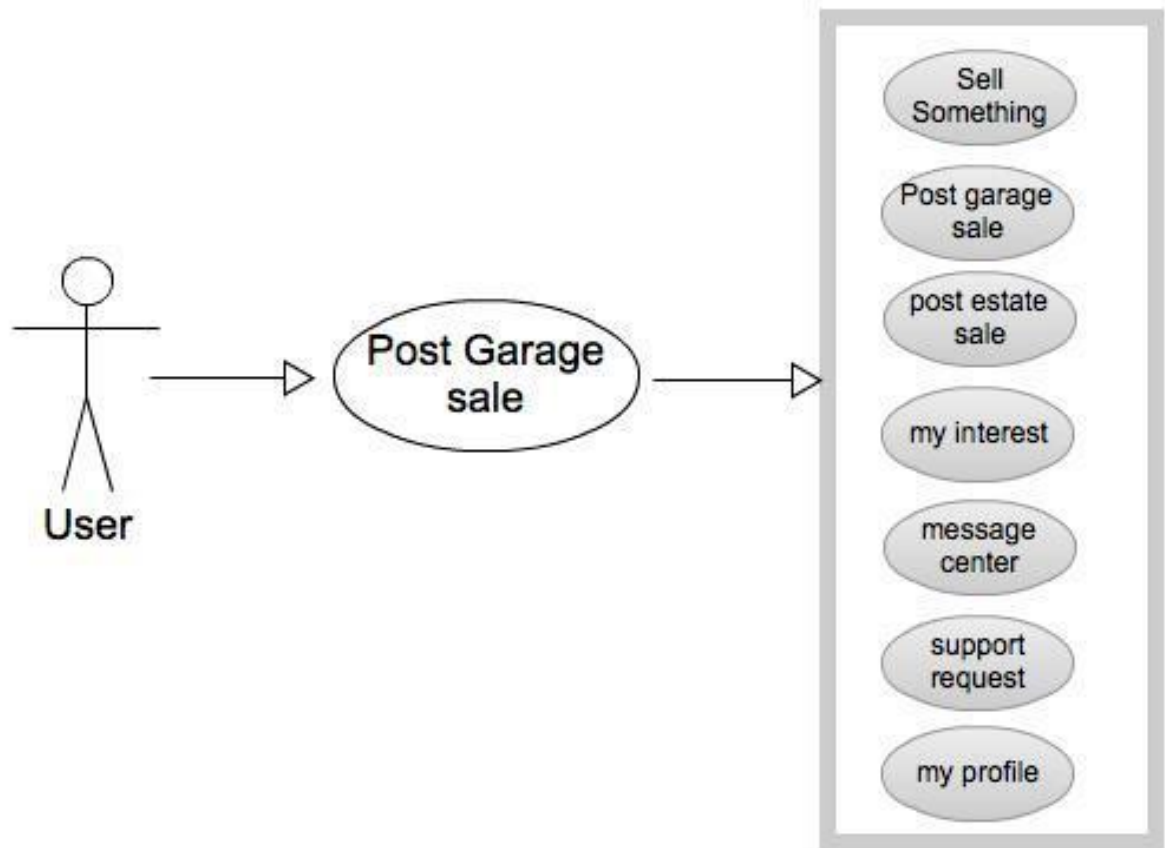 User
Post Garage
sale
Sell
Something
Post garage
sale
post estate
sale
my interest
message
center
support
request
my profile